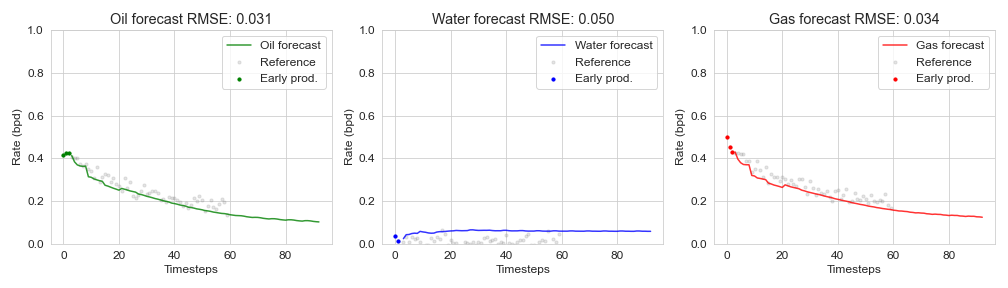 Oil forecast RMSE: 0.031
1.0
0.8
0.6
0.4
0.2
0.0
Rate (bpd)
0 20 40 60 80
Timesteps
Oil forecast
Reference
Early prod.
Water forecast RMSE: 0.050
1.0
0.8
0.6
0.4
0.2
0.0
Rate (bpd)
0 20 40 60 80
Timesteps
Water forecast
Reference
Early prod.
Gas forecast RMSE: 0.034
1.0
0.8
0.6
0.4
0.2
0.0
Rate (bpd)
0 20 40 60 80
Timesteps
Gas forecast
Reference
Early prod.